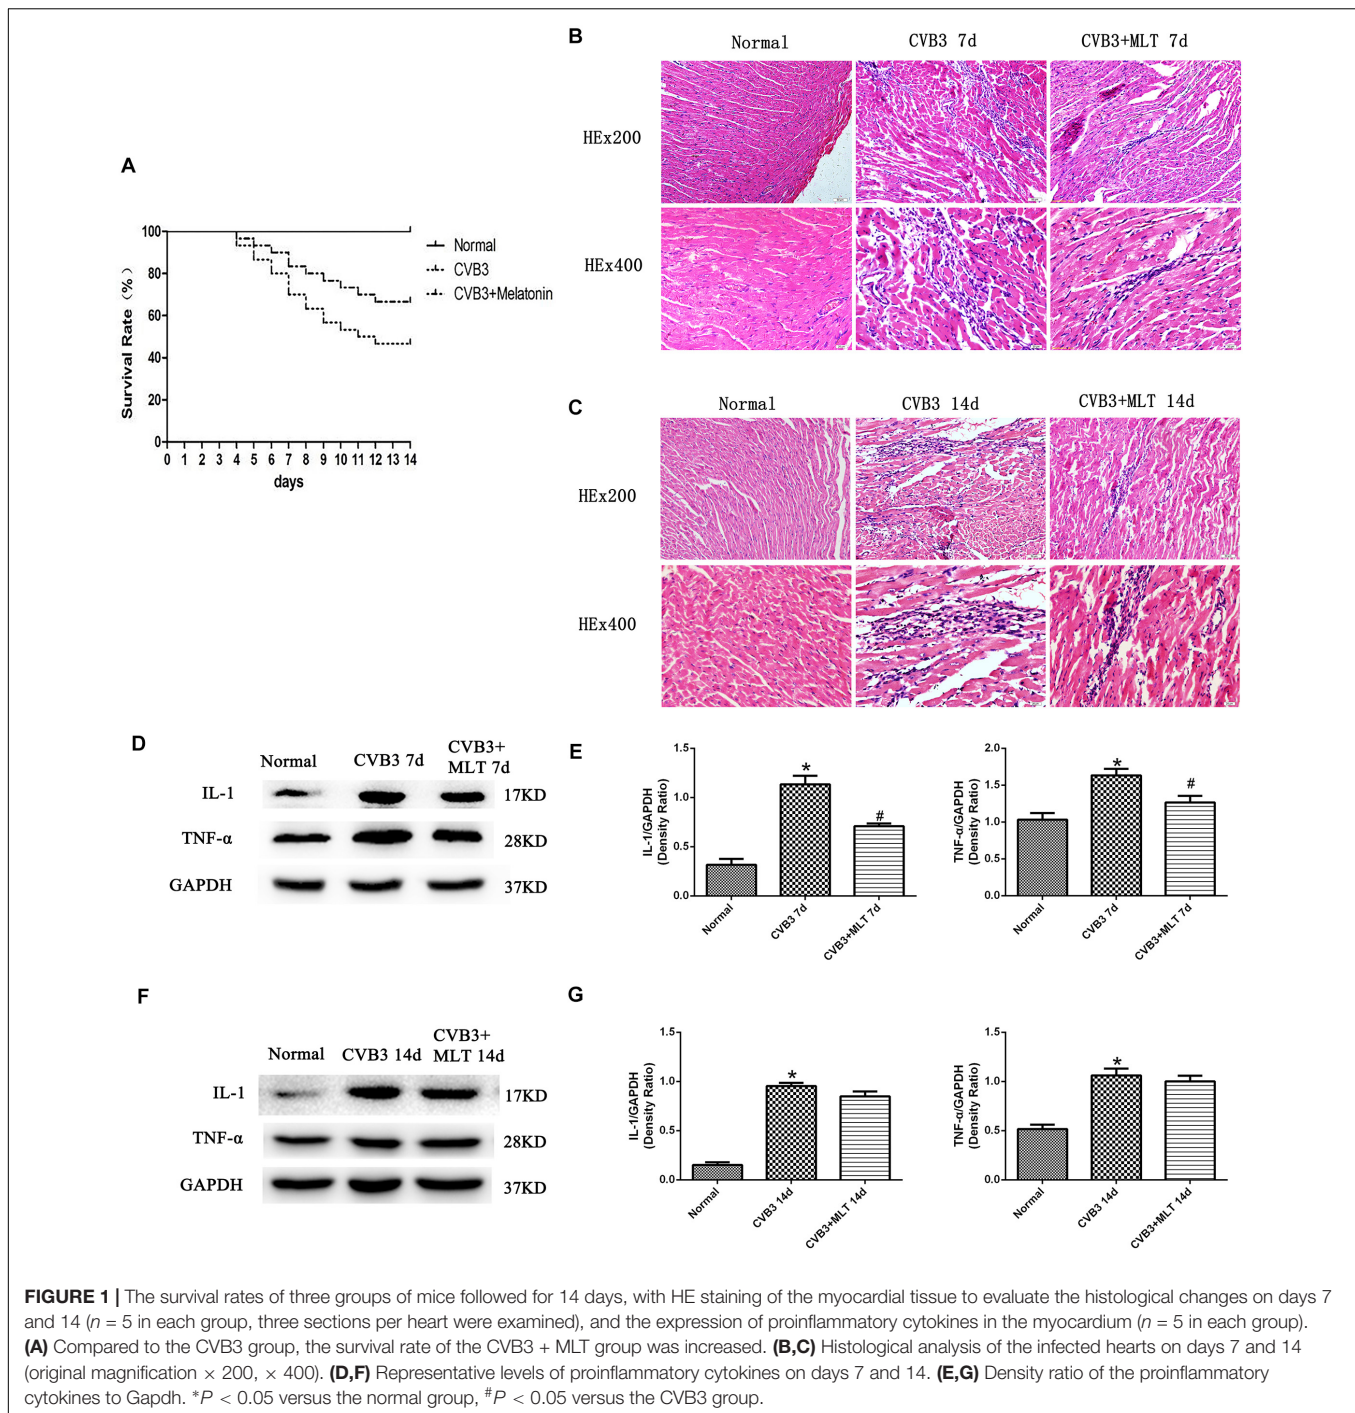 A
100
80
60
40
20
0
Survival Rate (%)
0 1 2 3 4 5 6 7 8 9 10 11 12 13 14
days
Normal
CVB3
CVB3+Melatonin
B
Normal
CVB3 7d
CVB3+MLT 7d
HEx200
HEx400
C
Normal
CVB3 14d
CVB3+MLT 14d
HEx200
HEx400
D
Normal
CVB3 7d
CVB3+
MLT 7d
IL-1
17KD
TNF-α
28KD
GAPDH
37KD
E
IL-1/GAPDH
(Density Ratio)
1.5
1.0
0.5
0.0
*
#
Normal
CVB3 7d
CVB3+MLT 7d
TNF-α/GAPDH
(Density Ratio)
2.0
1.5
1.0
0.5
0.0
*
#
Normal
CVB3 7d
CVB3+MLT 7d
F
Normal
CVB3 14d
CVB3+
MLT 14d
IL-1
17KD
TNF-α
28KD
GAPDH
37KD
G
IL-1/GAPDH
(Density Ratio)
1.5
1.0
0.5
0.0
*
Normal
CVB3 14d
CVB3+MLT 14d
TNF-α/GAPDH
(Density Ratio)
1.5
1.0
0.5
0.0
*
Normal
CVB3 14d
CVB3+MLT 14d
FIGURE 1 | The survival rates of three groups of mice followed for 14 days, with HE staining of the myocardial tissue to evaluate the histological changes on days 7
and 14 (n = 5 in each group, three sections per heart were examined), and the expression of proinflammatory cytokines in the myocardium (n = 5 in each group).
(A) Compared to the CVB3 group, the survival rate of the CVB3 + MLT group was increased. (B,C) Histological analysis of the infected hearts on days 7 and 14
(original magnification × 200, × 400). (D,F) Representative levels of proinflammatory cytokines on days 7 and 14. (E,G) Density ratio of the proinflammatory
cytokines to Gapdh. *P < 0.05 versus the normal group, #P < 0.05 versus the CVB3 group.